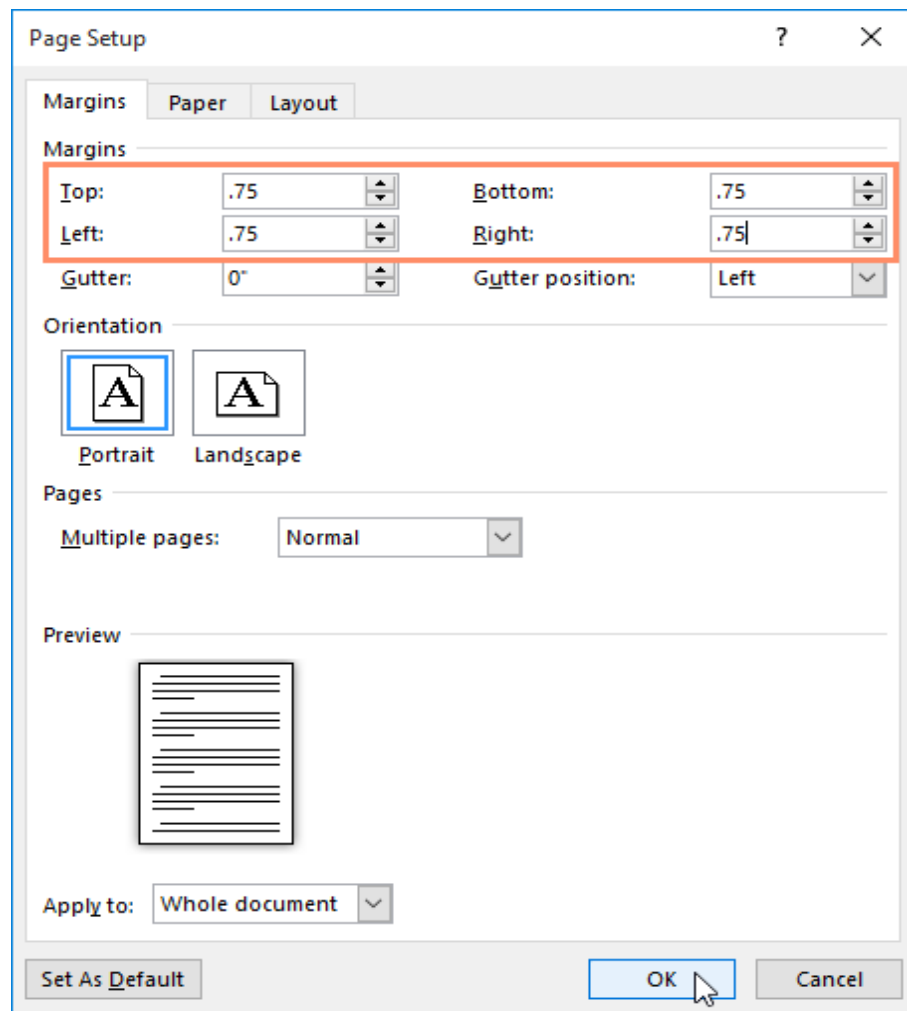 Page Setup ? ✕
Margins Paper Layout
Margins
Top: .75 Bottom: .75
Left: .75 Right: .75
Gutter: 0" Gutter position: Left
Orientation
A A
Portrait Landscape
Pages
Multiple pages: Normal
Preview
Apply to: Whole document
Set As Default OK Cancel